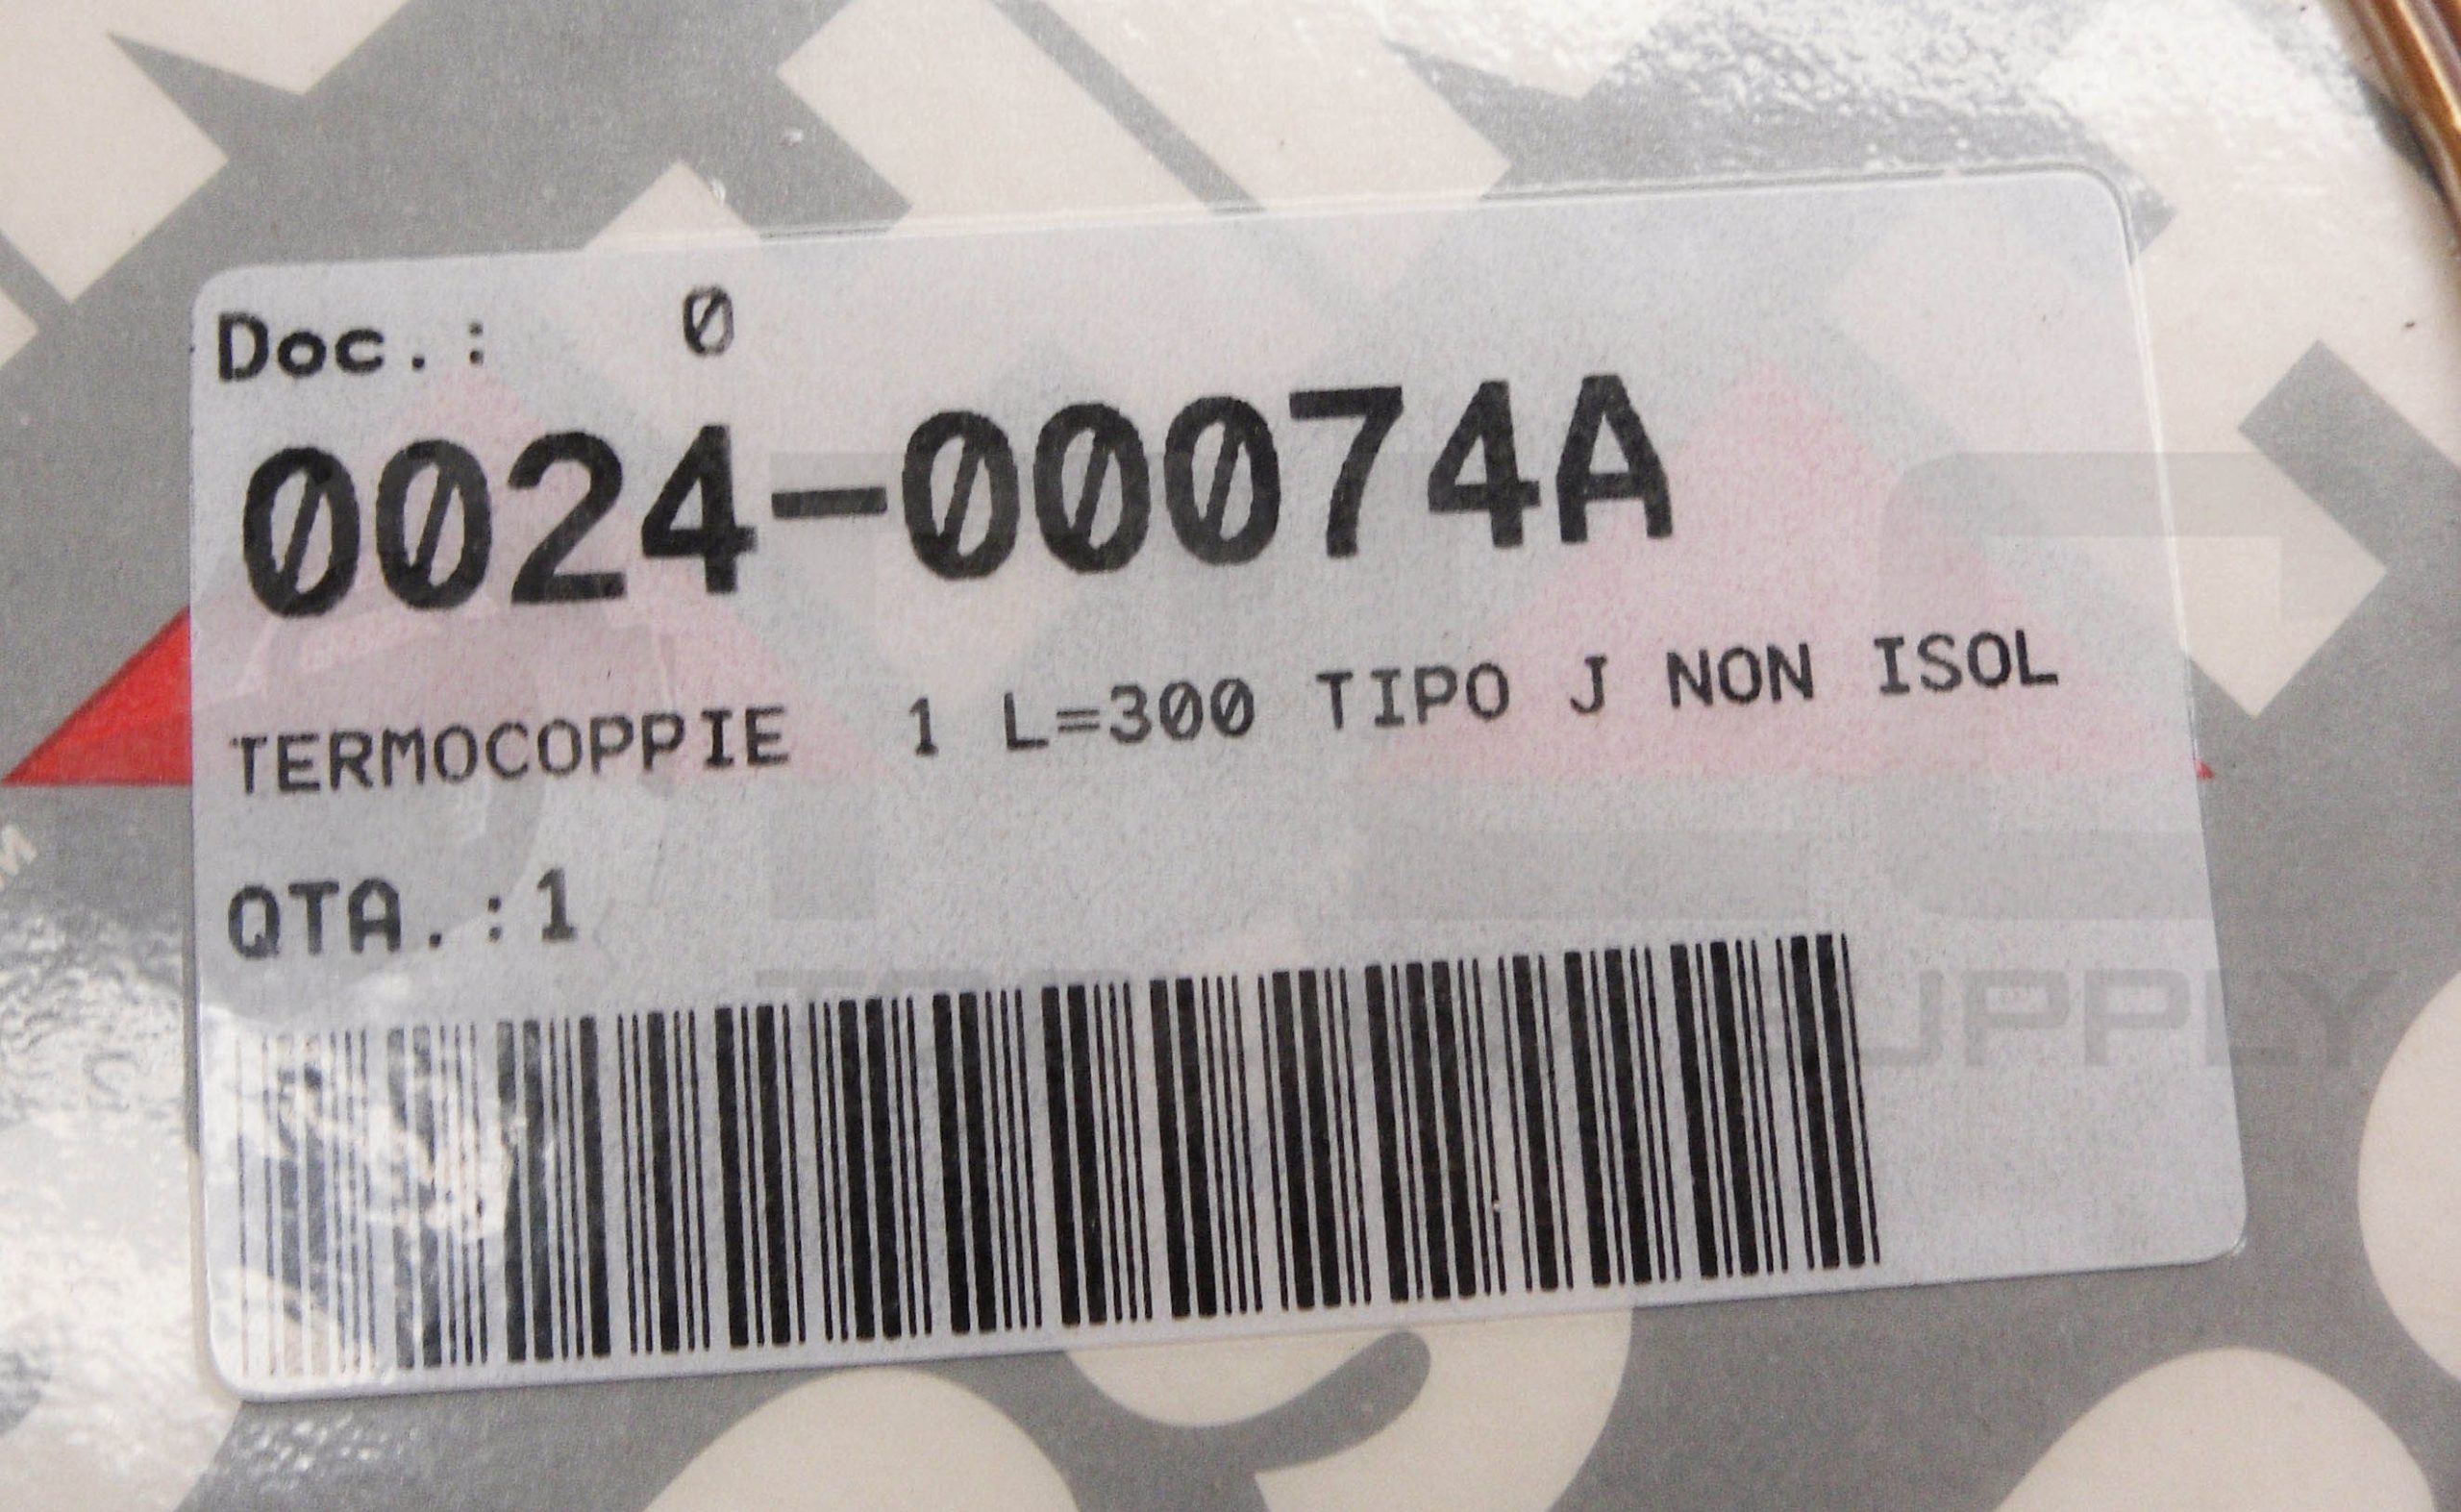 Doc.: 0
0024-00074A
TERMOCOPPIE 1 L=300 TIPO J NON ISOL
QTA.:1